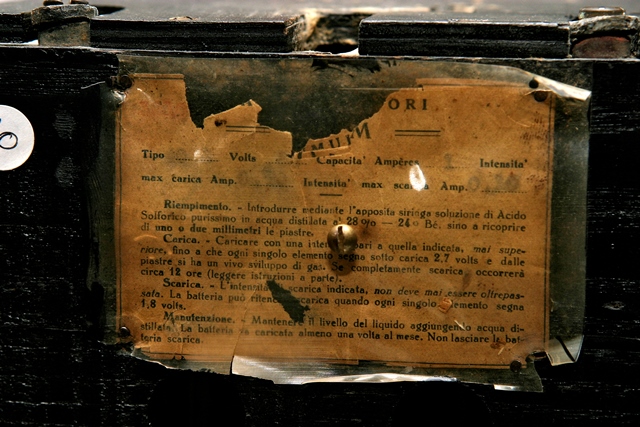 ORI
Tipo Volts Capacita' Ampères Intensita'
max carica Amp. Intensita' max scarica Amp.
Riempimento. - Introdurre mediante l'apposita siringa soluzione di Acido
Solforico purissimo in acqua distillata a 28% — 24° Bé. sino a ricoprire
di uno o due millimetri le piastre.
Carica. - Caricare con una pari a quella indicata, mai supe-
riore, fino a che ogni singolo elemento segna sotto carica 2,7 volts e dalle
piastre si ha un vivo sviluppo di gas. Se completamente scarica occorrerà
circa 12 ore (leggere istruzioni a parte).
Scarica. - L'intensità scarica indicata, non deve mai essere oltrepas-
sata. La batteria può ritenersi scarica quando ogni singolo elemento segna
1,8 volts.
Manutenzione. - Mantenere il livello del liquido aggiungendo acqua di-
stillata. La batteria va caricata almeno una volta al mese. Non lasciare la bat-
teria scarica.